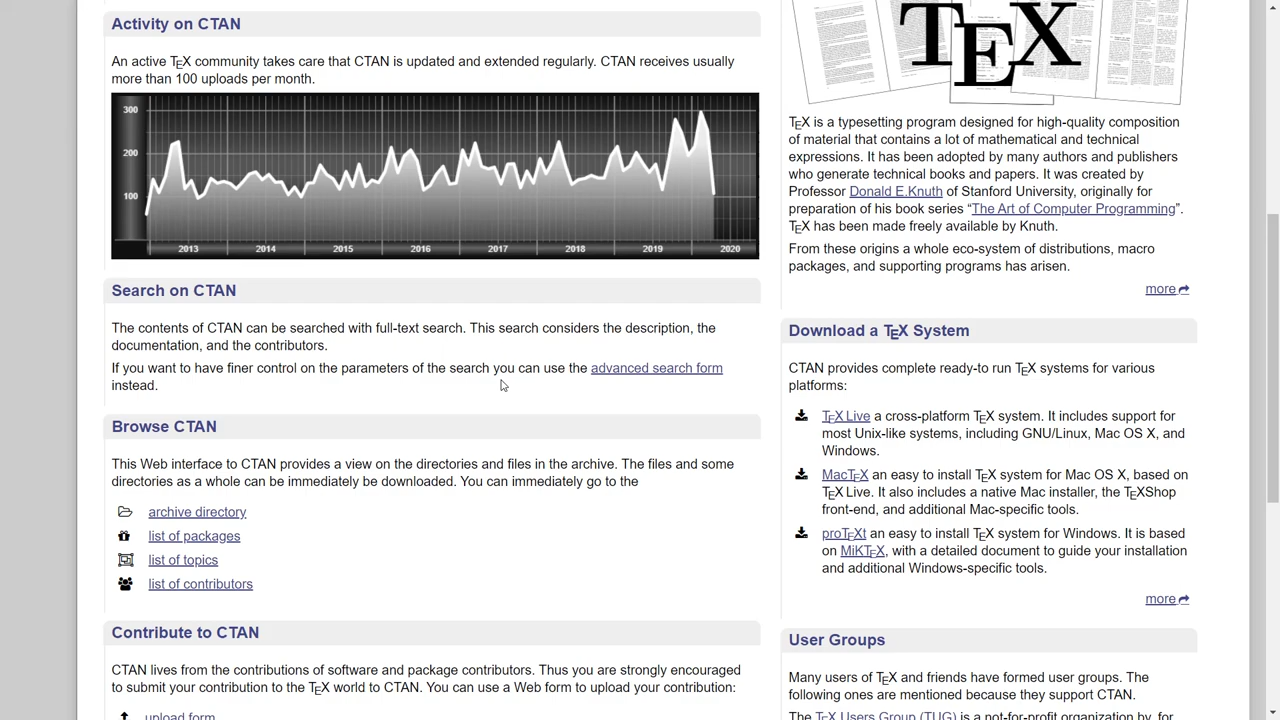 Activity on CTAN
An active TEX community takes care that CTAN is updated and extended regularly. CTAN receives usually
more than 100 uploads per month.
300
200
100
2013 2014 2015 2016 2017 2018 2019 2020
Search on CTAN
The contents of CTAN can be searched with full-text search. This search considers the description, the
documentation, and the contributors.
If you want to have finer control on the parameters of the search you can use the advanced search form
instead.
Browse CTAN
This Web interface to CTAN provides a view on the directories and files in the archive. The files and some
directories as a whole can be immediately be downloaded. You can immediately go to the
archive directory
list of packages
list of topics
list of contributors
Contribute to CTAN
CTAN lives from the contributions of software and package contributors. Thus you are strongly encouraged
to submit your contribution to the TEX world to CTAN. You can use a Web form to upload your contribution:
upload form
TEX
TEX is a typesetting program designed for high-quality composition
of material that contains a lot of mathematical and technical
expressions. It has been adopted by many authors and publishers
who generate technical books and papers. It was created by
Professor Donald E.Knuth of Stanford University, originally for
preparation of his book series “The Art of Computer Programming”.
TEX has been made freely available by Knuth.
From these origins a whole eco-system of distributions, macro
packages, and supporting programs has arisen.
more
Download a TEX System
CTAN provides complete ready-to run TEX systems for various
platforms:
TEX Live a cross-platform TEX system. It includes support for
most Unix-like systems, including GNU/Linux, Mac OS X, and
Windows.
MacTEX an easy to install TEX system for Mac OS X, based on
TEX Live. It also includes a native Mac installer, the TEXShop
front-end, and additional Mac-specific tools.
proTEXt an easy to install TEX system for Windows. It is based
on MiKTEX, with a detailed document to guide your installation
and additional Windows-specific tools.
more
User Groups
Many users of TEX and friends have formed user groups. The
following ones are mentioned because they support CTAN.
The TEX Users Group (TUG) is a not-for-profit organization by, for